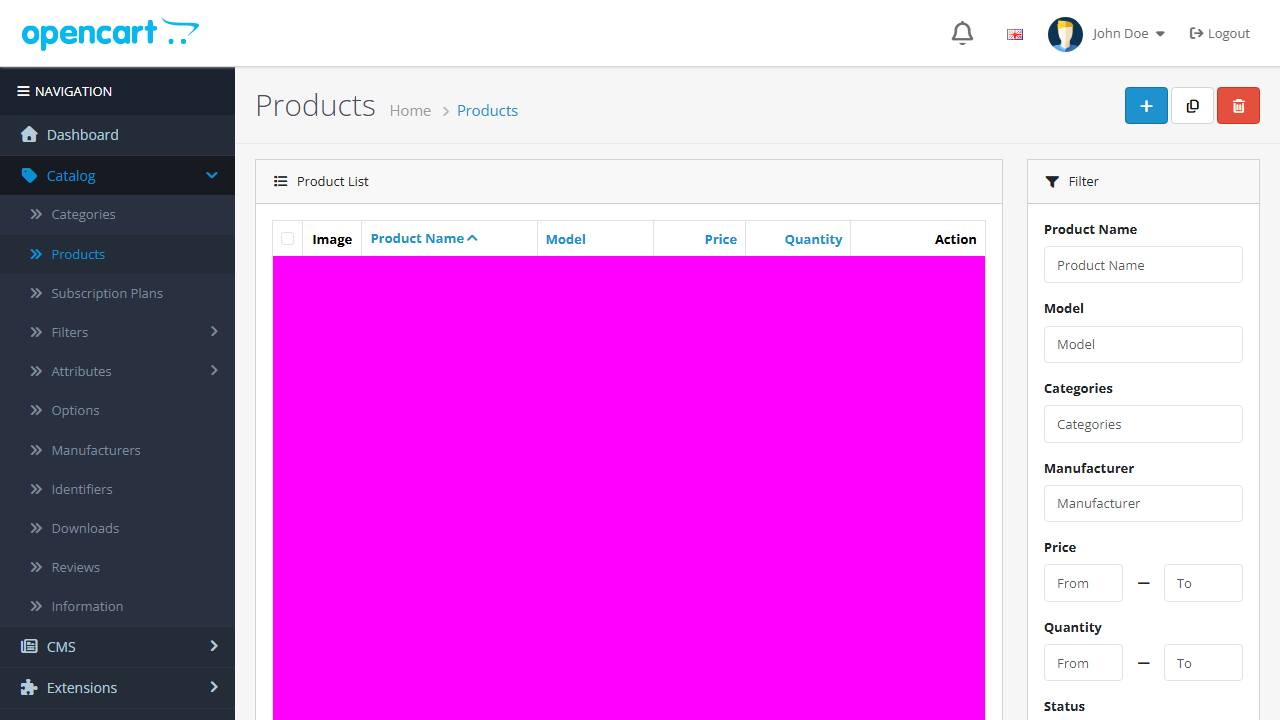 opencart
John Doe
Logout
NAVIGATION
Dashboard
Catalog
Categories
Products
Subscription Plans
Filters
Attributes
Options
Manufacturers
Identifiers
Downloads
Reviews
Information
CMS
Extensions
Products
Home
Products
Product List
Image
Product Name
Model
Price
Quantity
Action
Filter
Product Name
Product Name
Model
Model
Categories
Categories
Manufacturer
Manufacturer
Price
From — To
Quantity
From — To
Status